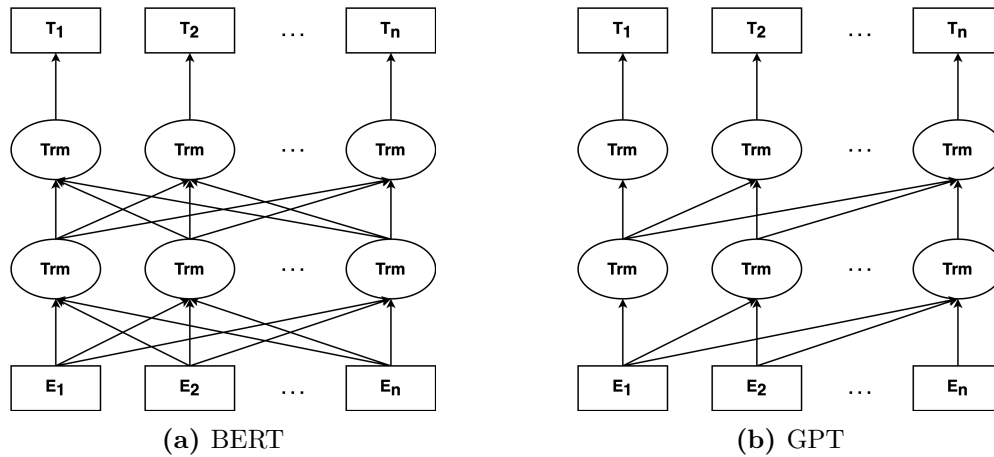 T1 T2 ... Tn T1 T2 ... Tn
Trm Trm ... Trm Trm Trm ... Trm
Trm Trm ... Trm Trm Trm ... Trm
E1 E2 ... En E1 E2 ... En
(a) BERT (b) GPT